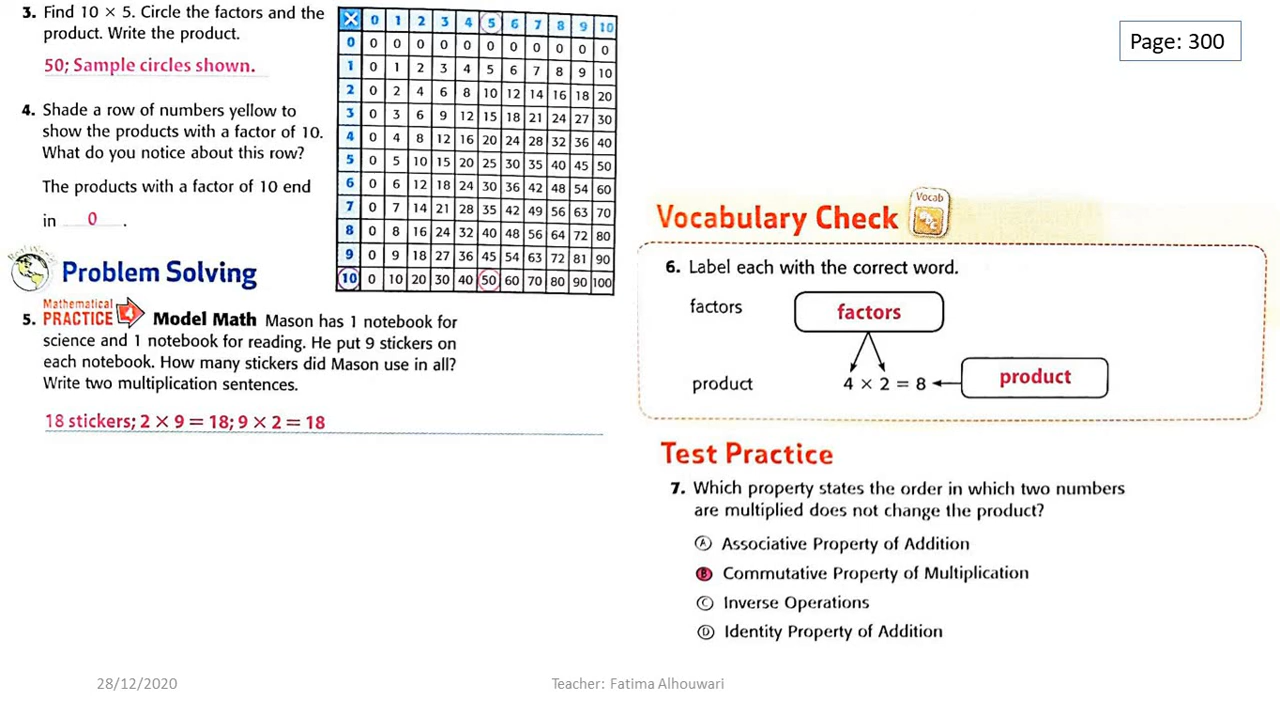 3. Find 10 × 5. Circle the factors and the
product. Write the product.
50; Sample circles shown.
4. Shade a row of numbers yellow to
show the products with a factor of 10.
What do you notice about this row?
The products with a factor of 10 end
in 0 .
× 0 1 2 3 4 5 6 7 8 9 10
0 0 0 0 0 0 0 0 0 0 0 0
1 0 1 2 3 4 5 6 7 8 9 10
2 0 2 4 6 8 10 12 14 16 18 20
3 0 3 6 9 12 15 18 21 24 27 30
4 0 4 8 12 16 20 24 28 32 36 40
5 0 5 10 15 20 25 30 35 40 45 50
6 0 6 12 18 24 30 36 42 48 54 60
7 0 7 14 21 28 35 42 49 56 63 70
8 0 8 16 24 32 40 48 56 64 72 80
9 0 9 18 27 36 45 54 63 72 81 90
10 0 10 20 30 40 50 60 70 80 90 100
Problem Solving
Mathematical
5. PRACTICE 4 Model Math Mason has 1 notebook for
science and 1 notebook for reading. He put 9 stickers on
each notebook. How many stickers did Mason use in all?
Write two multiplication sentences.
18 stickers; 2 × 9 = 18; 9 × 2 = 18
Page: 300
Vocabulary Check
Vocab
6. Label each with the correct word.
factors
factors
product
4 × 2 = 8
product
Test Practice
7. Which property states the order in which two numbers
are multiplied does not change the product?
A Associative Property of Addition
B Commutative Property of Multiplication
C Inverse Operations
D Identity Property of Addition
28/12/2020
Teacher: Fatima Alhouwari